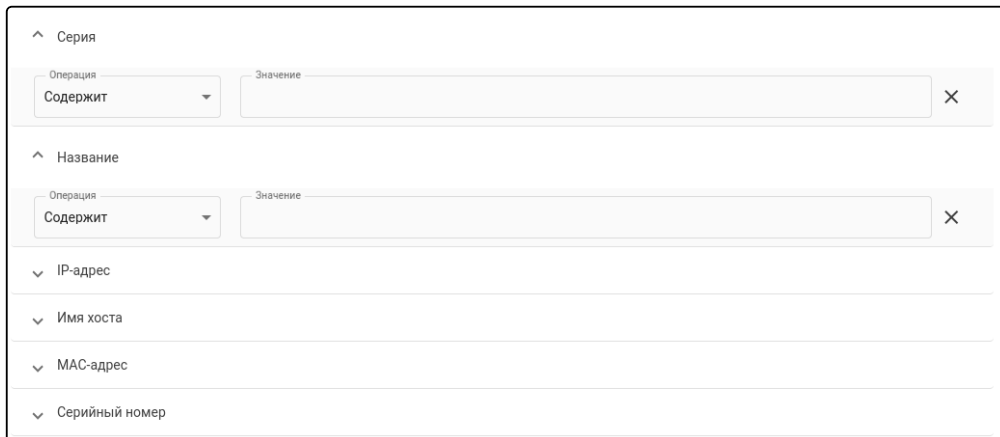 Серия
Операция Значение
Содержит
Название
Операция Значение
Содержит
IP-адрес
Имя хоста
MAC-адрес
Серийный номер